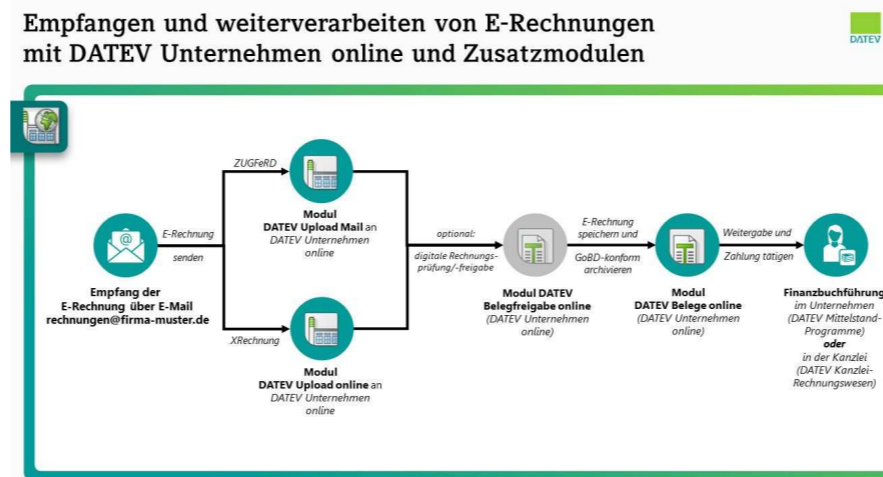 Empfangen und weiterverarbeiten von E-Rechnungen
mit DATEV Unternehmen online und Zusatzmodulen
DATEV
ZUGFeRD
Modul
DATEV Upload Mail an
DATEV Unternehmen
online
E-Rechnung
senden
Empfang der
E-Rechnung über E-Mail
rechnungen@firma-muster.de
XRechnung
Modul
DATEV Upload online an
DATEV Unternehmen
online
optional:
digitale Rechnungs-
prüfung/-freigabe
Modul DATEV
Belegfreigabe online
(DATEV Unternehmen
online)
E-Rechnung
speichern und
GoBD-konform
archivieren
Modul
DATEV Belege online
(DATEV Unternehmen
online)
Weitergabe und
Zahlung tätigen
Finanzbuchführung
im Unternehmen
(DATEV Mittelstand-
Programme)
oder
in der Kanzlei
(DATEV Kanzlei-
Rechnungswesen)